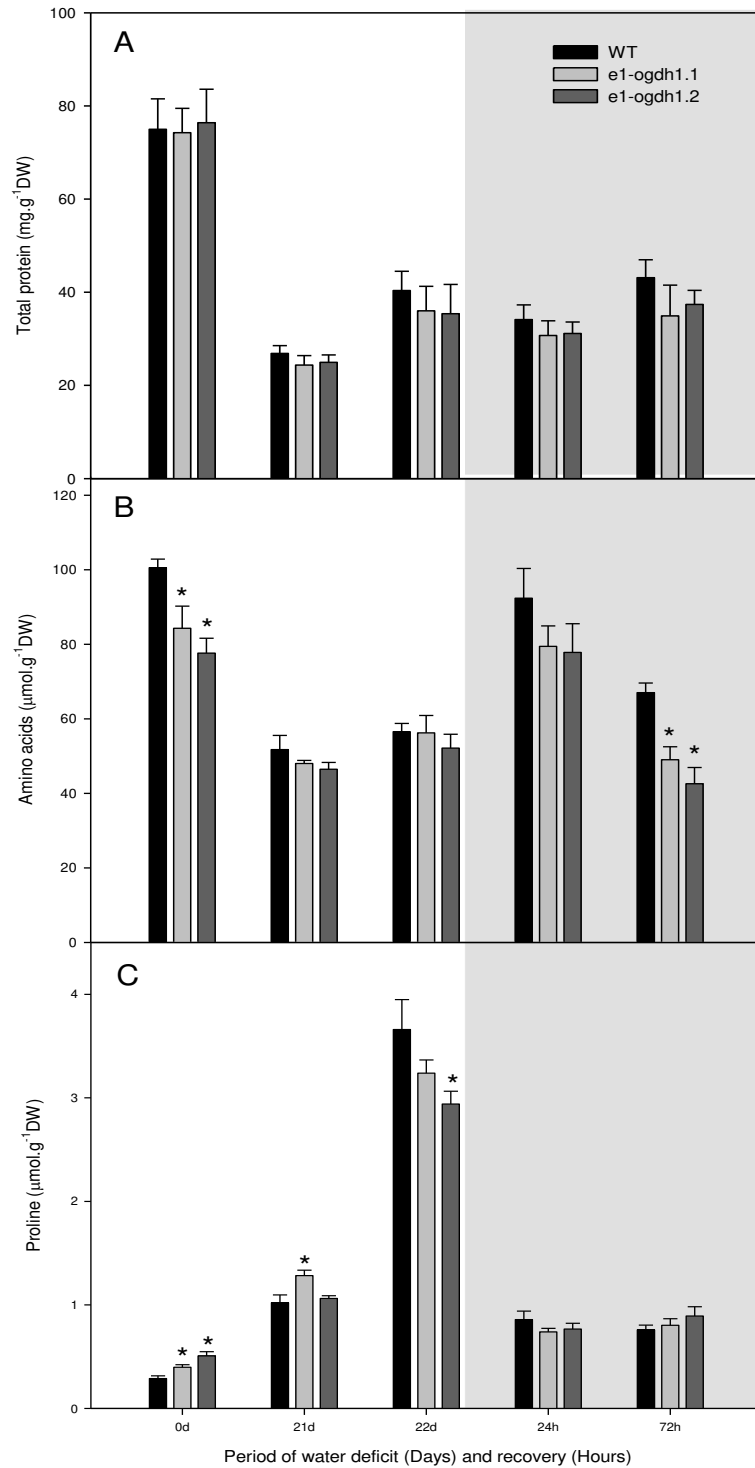 A
WT
e1-ogdh1.1
e1-ogdh1.2
Total protein (mg.g⁻¹DW)
100
80
60
40
20
0
B
Amino acids (µmol.g⁻¹DW)
120
100
80
60
40
20
0
* *
* *
C
Proline (µmol.g⁻¹DW)
4
3
2
1
0
* *
*
*
0d 21d 22d 24h 72h
Period of water deficit (Days) and recovery (Hours)